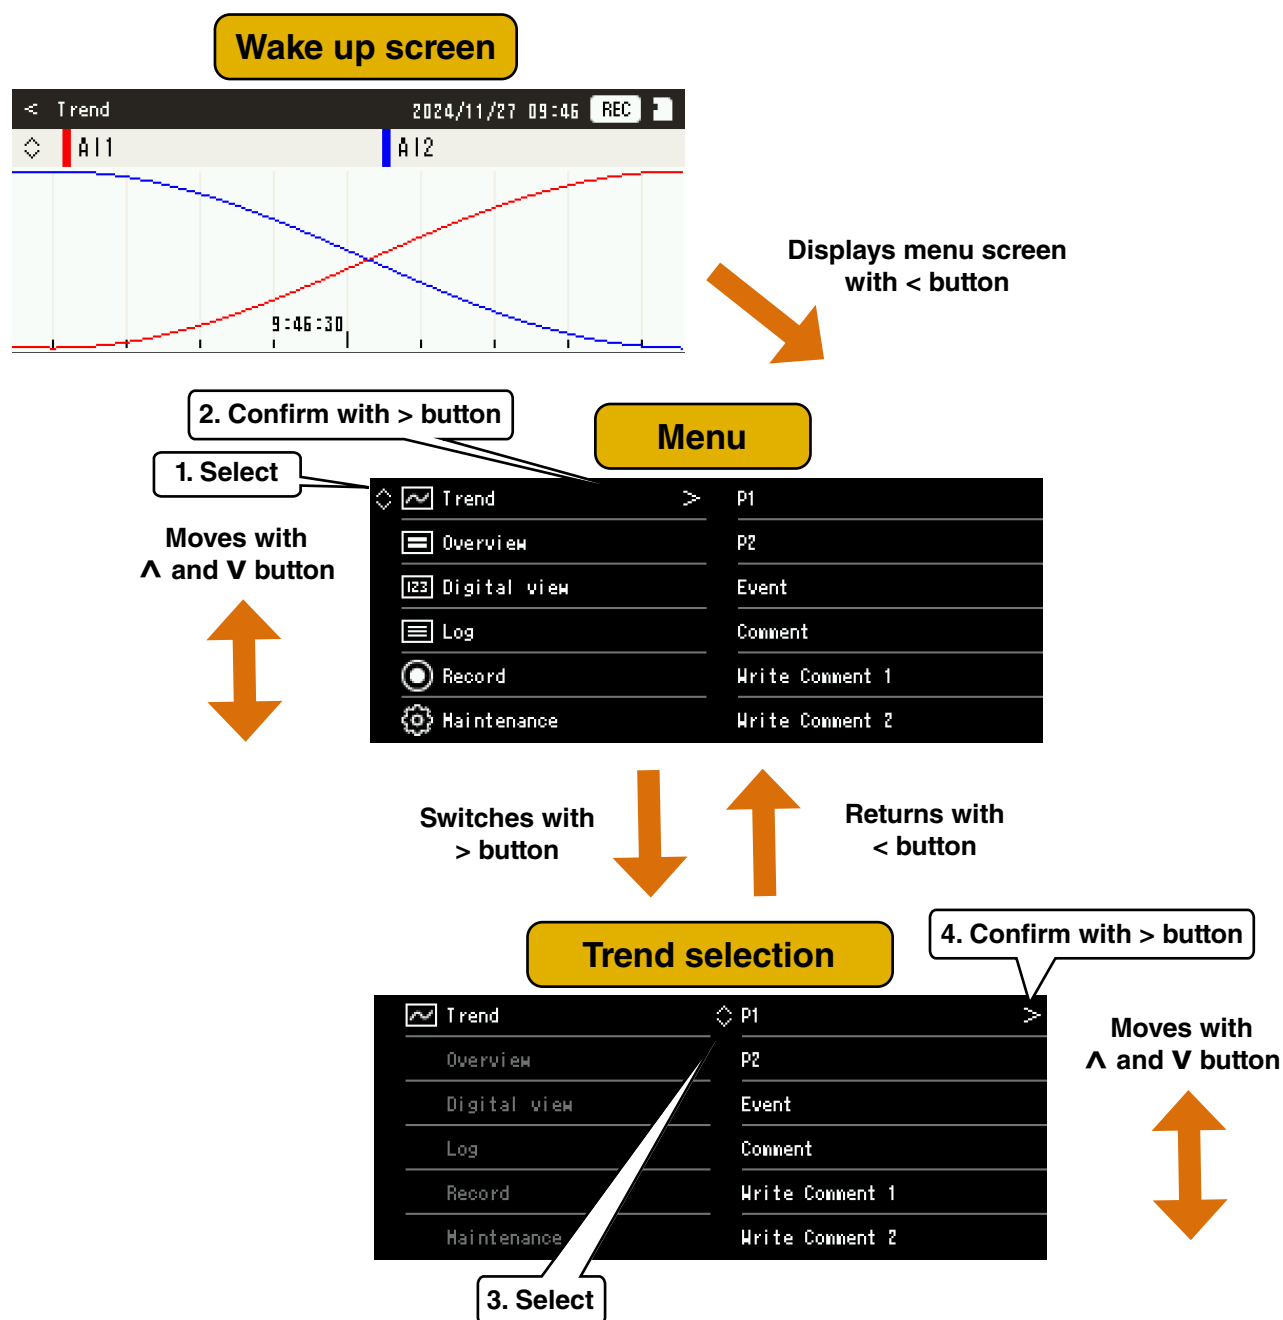 Wake up screen
< Trend 2024/11/27 09:46 REC
AI1 AI2
9:46:30
Displays menu screen
with < button
2. Confirm with > button
Menu
1. Select
Trend > P1
Overview P2
Digital view Event
Log Comment
Record Write Comment 1
Maintenance Write Comment 2
123
Moves with
∧ and ∨ button
Switches with
> button
Returns with
< button
Trend selection
4. Confirm with > button
Trend P1 >
Overview P2
Digital view Event
Log Comment
Record Write Comment 1
Maintenance Write Comment 2
Moves with
∧ and ∨ button
3. Select